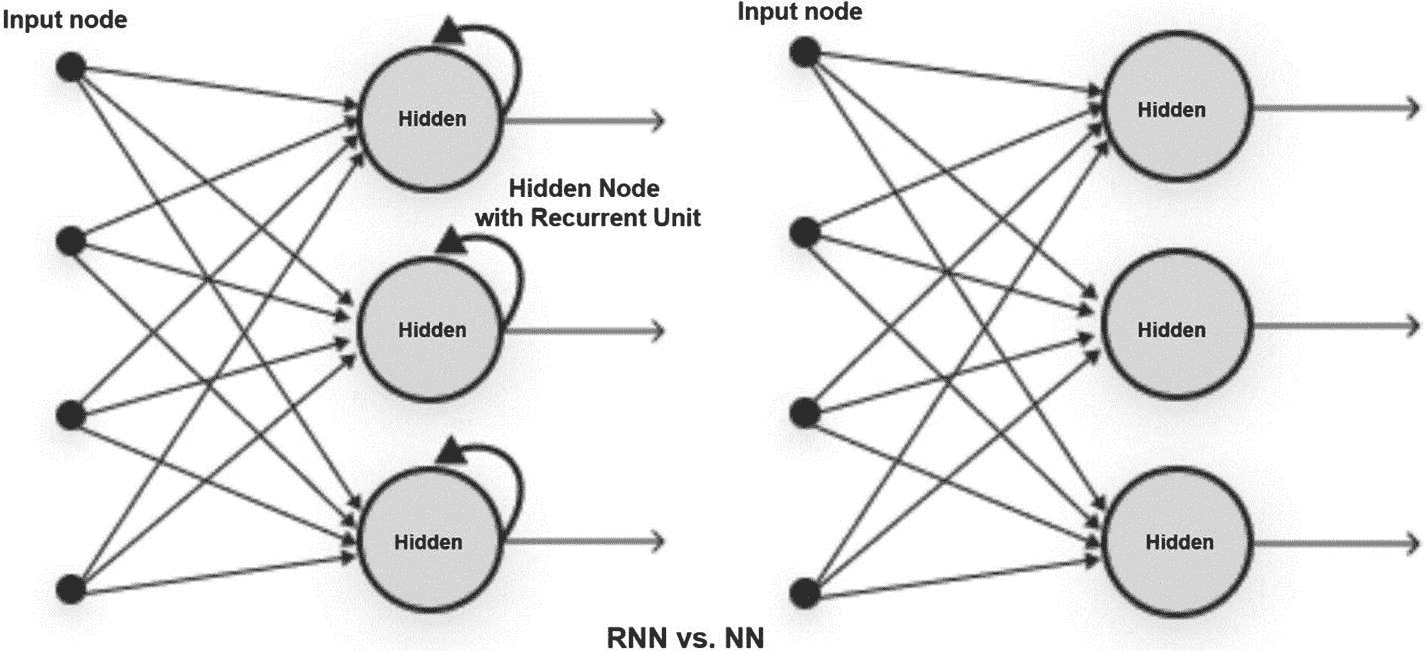 Input node
Input node
Hidden
Hidden
Hidden Node
with Recurrent Unit
Hidden
Hidden
Hidden
Hidden
RNN vs. NN